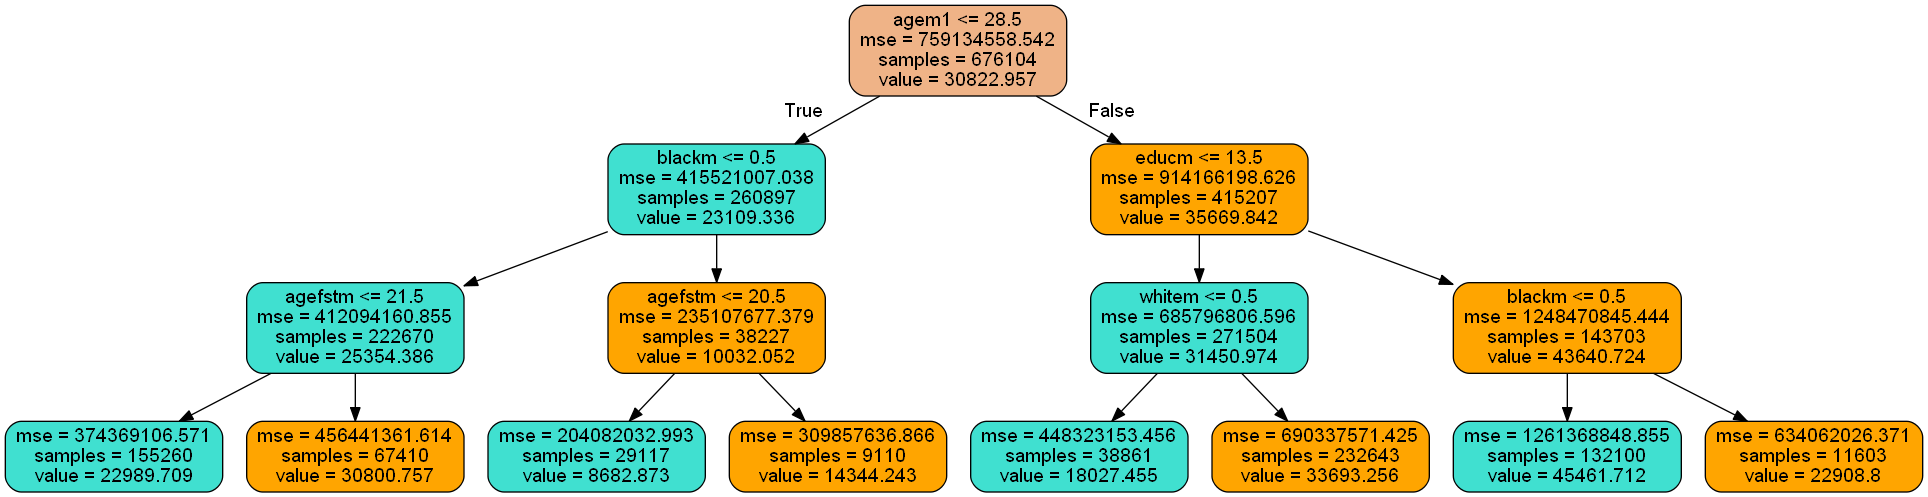 agem1 <= 28.5
mse = 759134558.542
samples = 676104
value = 30822.957
True
False
blackm <= 0.5
mse = 415521007.038
samples = 260897
value = 23109.336
educm <= 13.5
mse = 914166198.626
samples = 415207
value = 35669.842
agefstm <= 21.5
mse = 412094160.855
samples = 222670
value = 25354.386
agefstm <= 20.5
mse = 235107677.379
samples = 38227
value = 10032.052
whitem <= 0.5
mse = 685796806.596
samples = 271504
value = 31450.974
blackm <= 0.5
mse = 1248470845.444
samples = 143703
value = 43640.724
mse = 374369106.571
samples = 155260
value = 22989.709
mse = 456441361.614
samples = 67410
value = 30800.757
mse = 204082032.993
samples = 29117
value = 8682.873
mse = 309857636.866
samples = 9110
value = 14344.243
mse = 448323153.456
samples = 38861
value = 18027.455
mse = 690337571.425
samples = 232643
value = 33693.256
mse = 1261368848.855
samples = 132100
value = 45461.712
mse = 634062026.371
samples = 11603
value = 22908.8